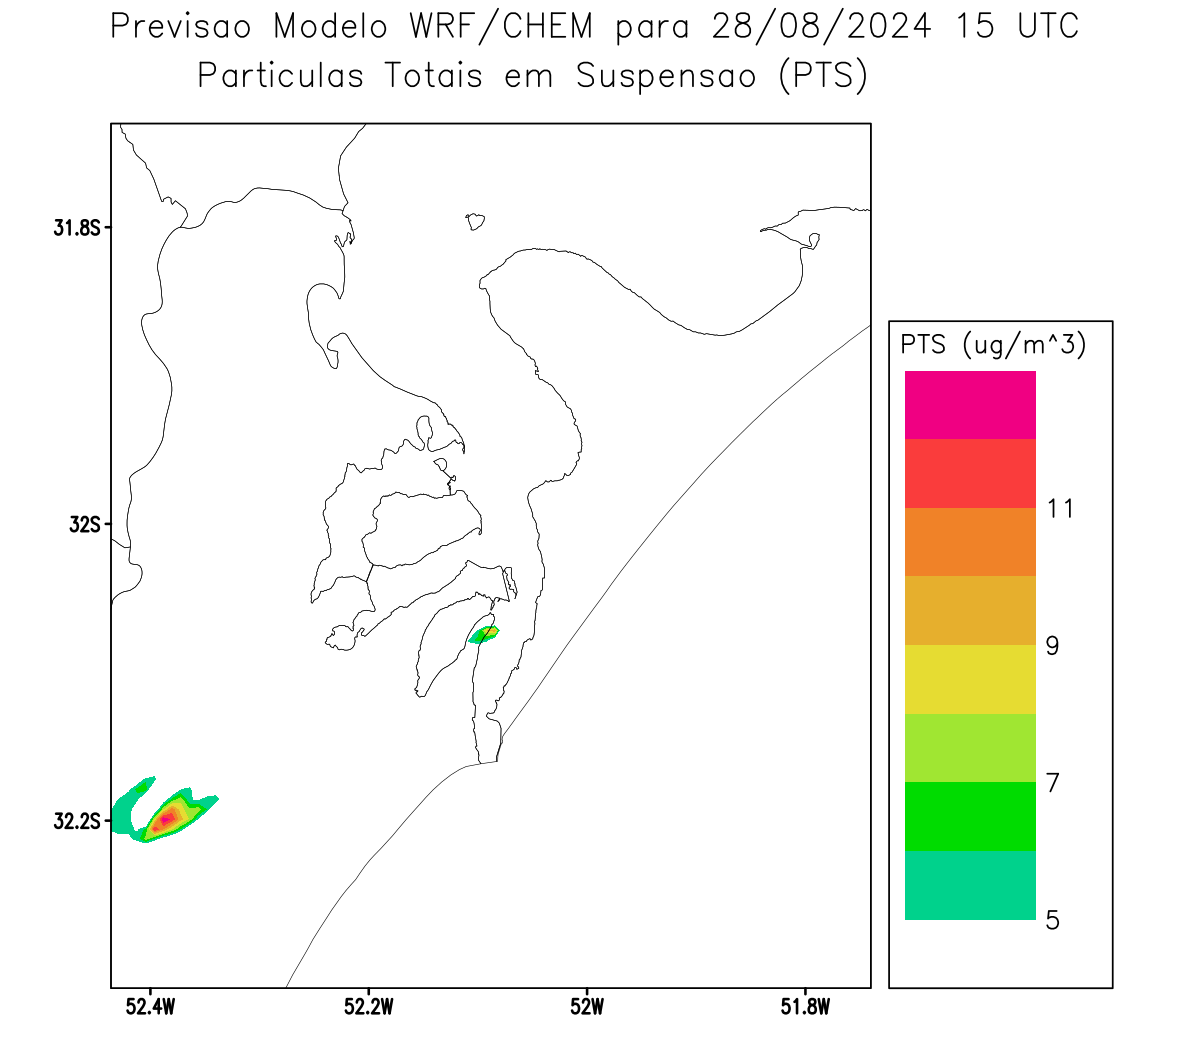 Previsao Modelo WRF/CHEM para 28/08/2024 15 UTC
Particulas Totais em Suspensao (PTS)
31.8S
32S
32.2S
52.4W
52.2W
52W
51.8W
PTS (ug/m^3)
11
9
7
5